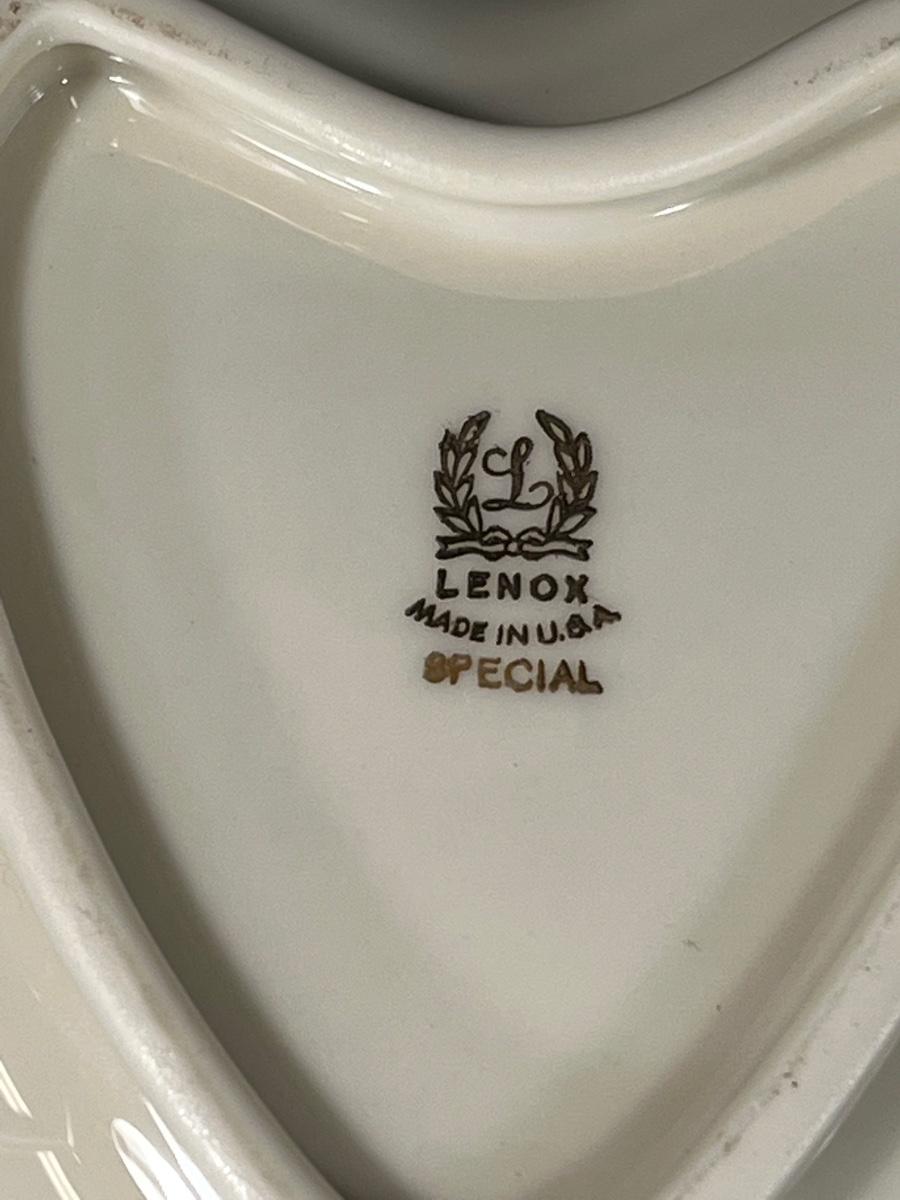 L
LENOX
MADE IN U.S.A
SPECIAL